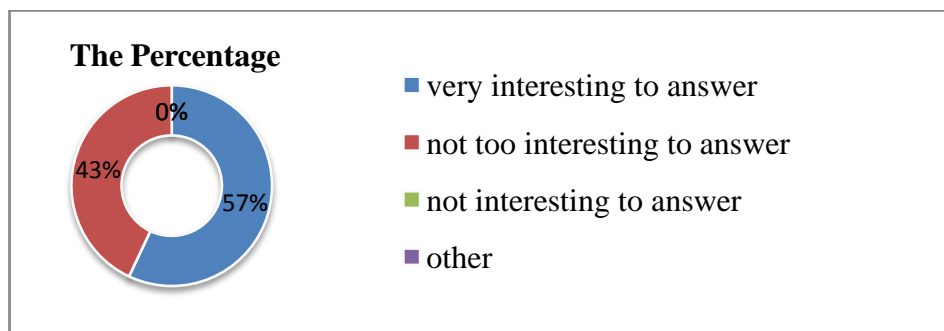 The Percentage
0%
43%
57%
very interesting to answer
not too interesting to answer
not interesting to answer
other